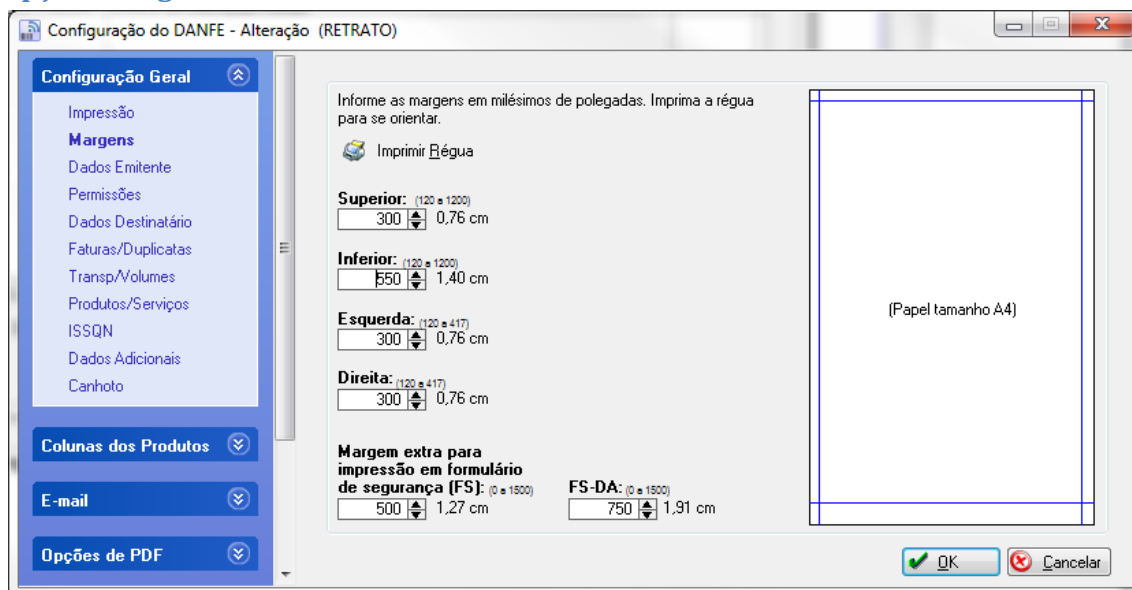 Configuração do DANFE - Alteração (RETRATO)
Configuração Geral
Impressão
Margens
Dados Emitente
Permissões
Dados Destinatário
Faturas/Duplicatas
Transp/Volumes
Produtos/Serviços
ISSQN
Dados Adicionais
Canhoto
Colunas dos Produtos
E-mail
Opções de PDF
Informe as margens em milésimos de polegadas. Imprima a régua
para se orientar.
Imprimir Régua
Superior: (120 a 1200)
300 0,76 cm
Inferior: (120 a 1200)
550 1,40 cm
Esquerda: (120 a 417)
300 0,76 cm
Direita: (120 a 417)
300 0,76 cm
Margem extra para
impressão em formulário
de segurança (FS): (0 a 1500) FS-DA: (0 a 1500)
500 1,27 cm 750 1,91 cm
(Papel tamanho A4)
OK Cancelar